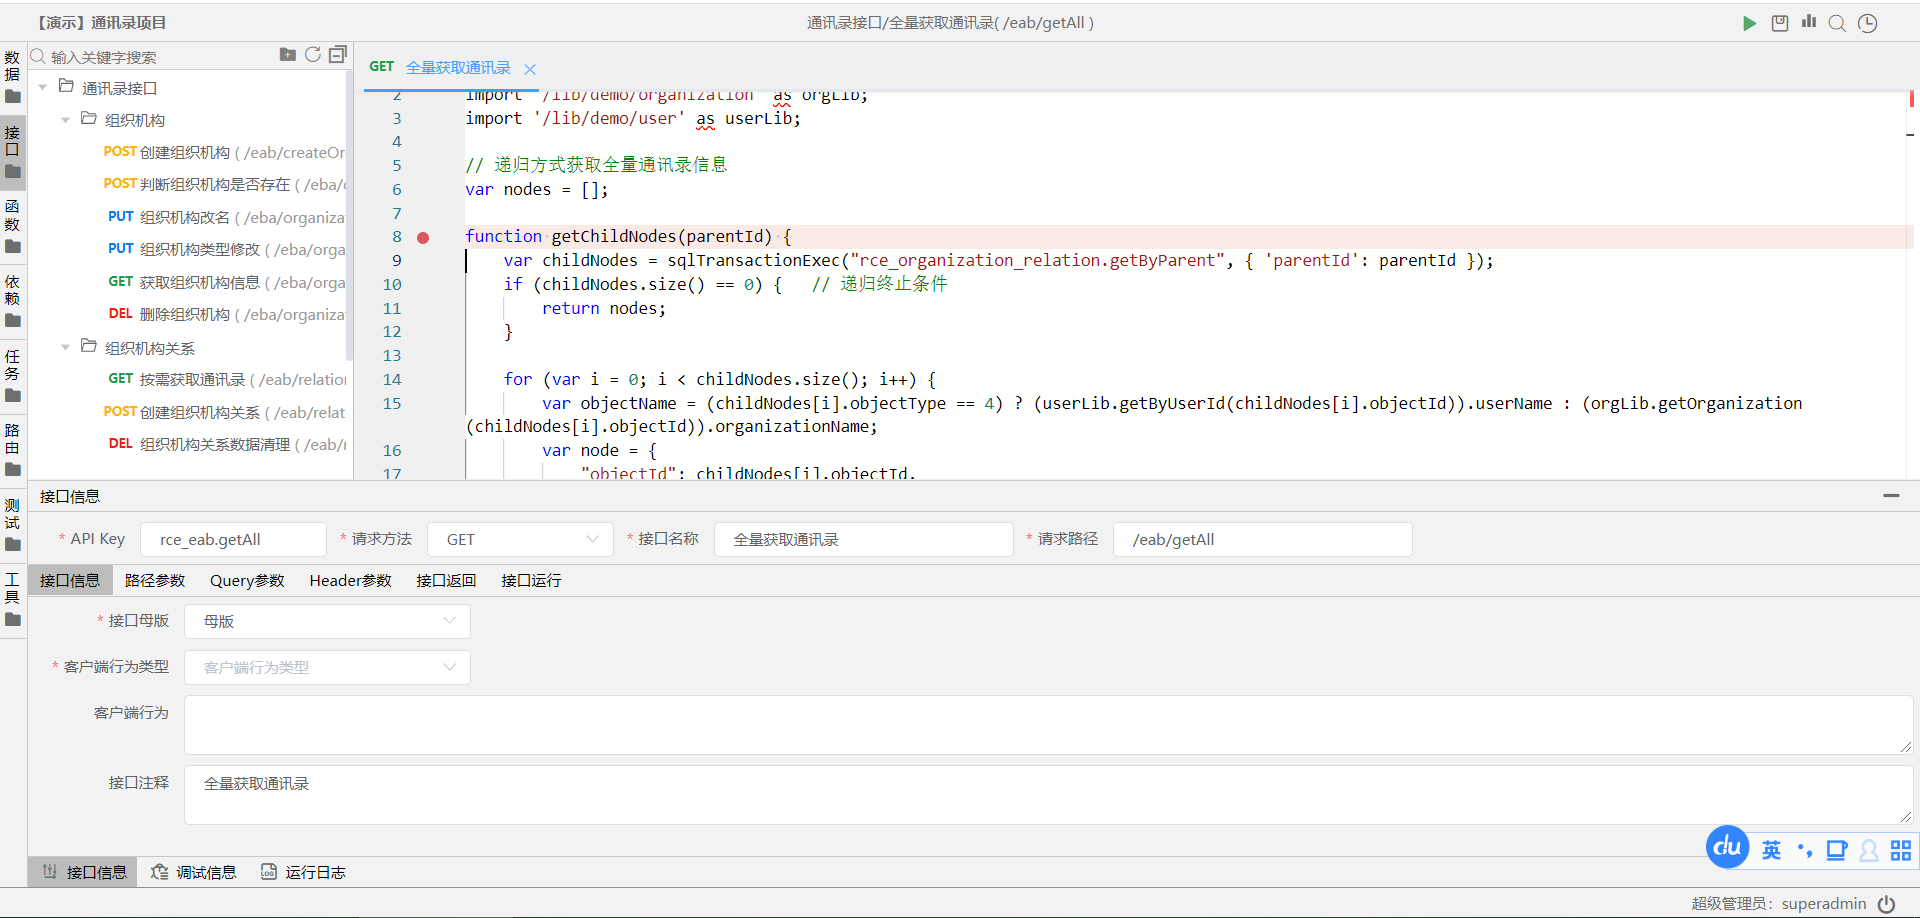 【演示】通讯录项目
通讯录接口/全量获取通讯录( /eab/getAll )
数据
接口
函数
依赖
任务
路由
测试
工具
输入关键字搜索
通讯录接口
组织机构
POST 创建组织机构 ( /eab/createOr
POST 判断组织机构是否存在 ( /eba/c
PUT 组织机构改名 ( /eba/organizat
PUT 组织机构类型修改 ( /eba/orga
GET 获取组织机构信息 ( /eba/orga
DEL 删除组织机构 ( /eba/organizat
组织机构关系
GET 按需获取通讯录 ( /eab/relation
POST 创建组织机构关系 ( /eab/relat
DEL 组织机构关系数据清理 ( /eab/r
GET 全量获取通讯录
2 import '/lib/demo/organization' as orgLib;
3 import '/lib/demo/user' as userLib;
4
5 // 递归方式获取全量通讯录信息
6 var nodes = [];
7
8 function getChildNodes(parentId) {
9 var childNodes = sqlTransactionExec("rce_organization_relation.getByParent", { 'parentId': parentId });
10 if (childNodes.size() == 0) { // 递归终止条件
11 return nodes;
12 }
13
14 for (var i = 0; i < childNodes.size(); i++) {
15 var objectName = (childNodes[i].objectType == 4) ? (userLib.getByUserId(childNodes[i].objectId)).userName : (orgLib.getOrganization
(childNodes[i].objectId)).organizationName;
16 var node = {
17 "objectId": childNodes[i].objectId,
接口信息
* API Key rce_eab.getAll * 请求方法 GET * 接口名称 全量获取通讯录 * 请求路径 /eab/getAll
接口信息 路径参数 Query参数 Header参数 接口返回 接口运行
* 接口母版 母版
* 客户端行为类型 客户端行为类型
客户端行为
接口注释 全量获取通讯录
接口信息 调试信息 运行日志
du 英
超级管理员：superadmin